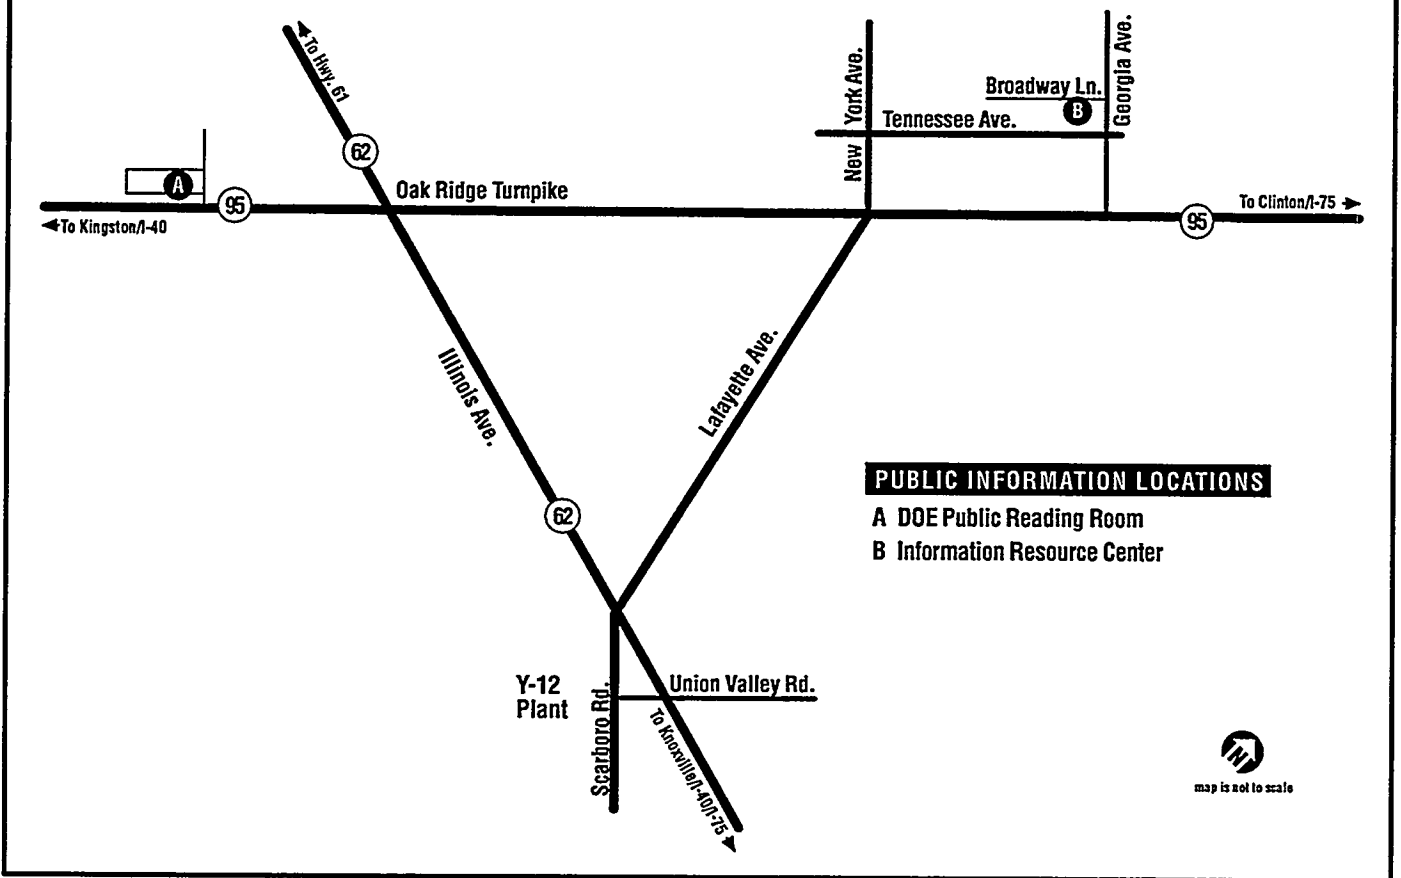 To Hwy. 61
62
New York Ave.
Broadway Ln.
B
Georgia Ave.
Tennessee Ave.
A
95
Oak Ridge Turnpike
To Kingston/I-40
To Clinton/I-75
95
Illinois Ave.
Lafayette Ave.
62
PUBLIC INFORMATION LOCATIONS
A DOE Public Reading Room
B Information Resource Center
Y-12
Plant
Scarboro Rd.
Union Valley Rd.
To Knoxville/I-40/I-75
N
map is not to scale